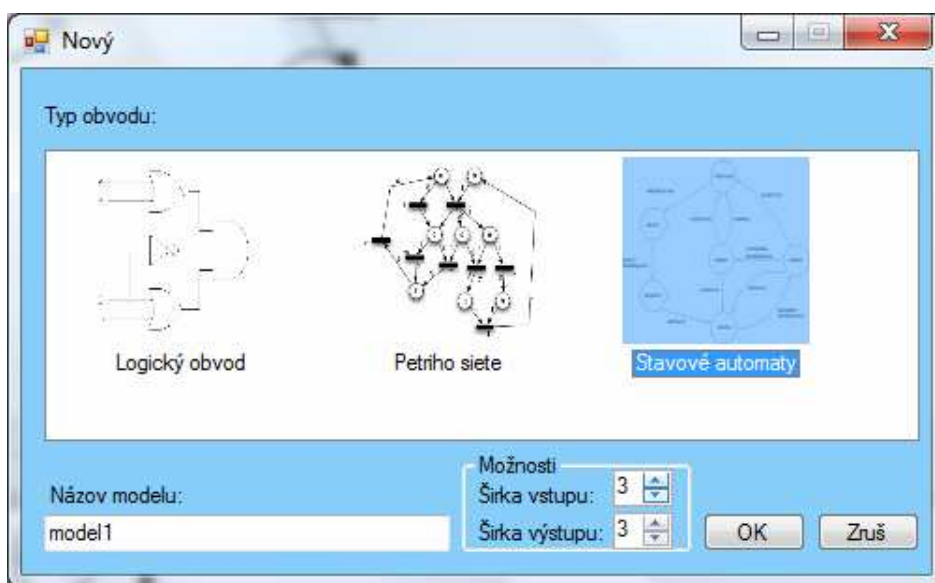 Nový
Typ obvodu:
Logický obvod
Petriho siete
Stavové automaty
Názov modelu:
model1
Možnosti
Šírka vstupu: 3
Šírka výstupu: 3
OK
Zruš